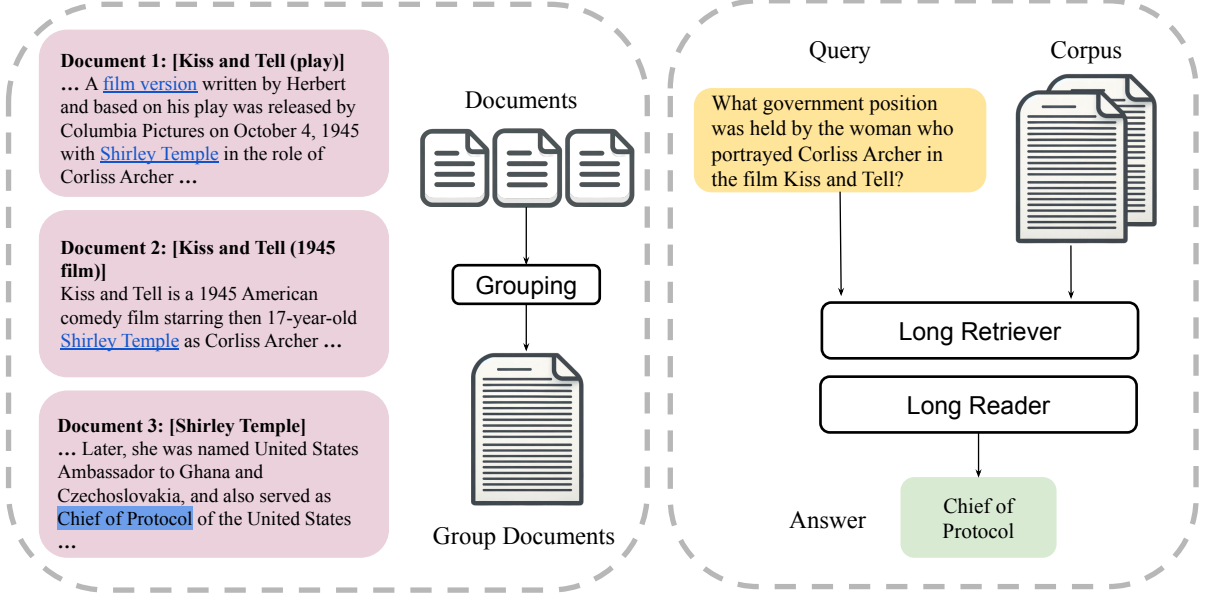 Document 1: [Kiss and Tell (play)]
... A film version written by Herbert
and based on his play was released by
Columbia Pictures on October 4, 1945
with Shirley Temple in the role of
Corliss Archer ...
Document 2: [Kiss and Tell (1945
film)]
Kiss and Tell is a 1945 American
comedy film starring then 17-year-old
Shirley Temple as Corliss Archer ...
Document 3: [Shirley Temple]
... Later, she was named United States
Ambassador to Ghana and
Czechoslovakia, and also served as
Chief of Protocol of the United States
...
Documents
Grouping
Group Documents
Query
Corpus
What government position
was held by the woman who
portrayed Corliss Archer in
the film Kiss and Tell?
Long Retriever
Long Reader
Answer
Chief of
Protocol